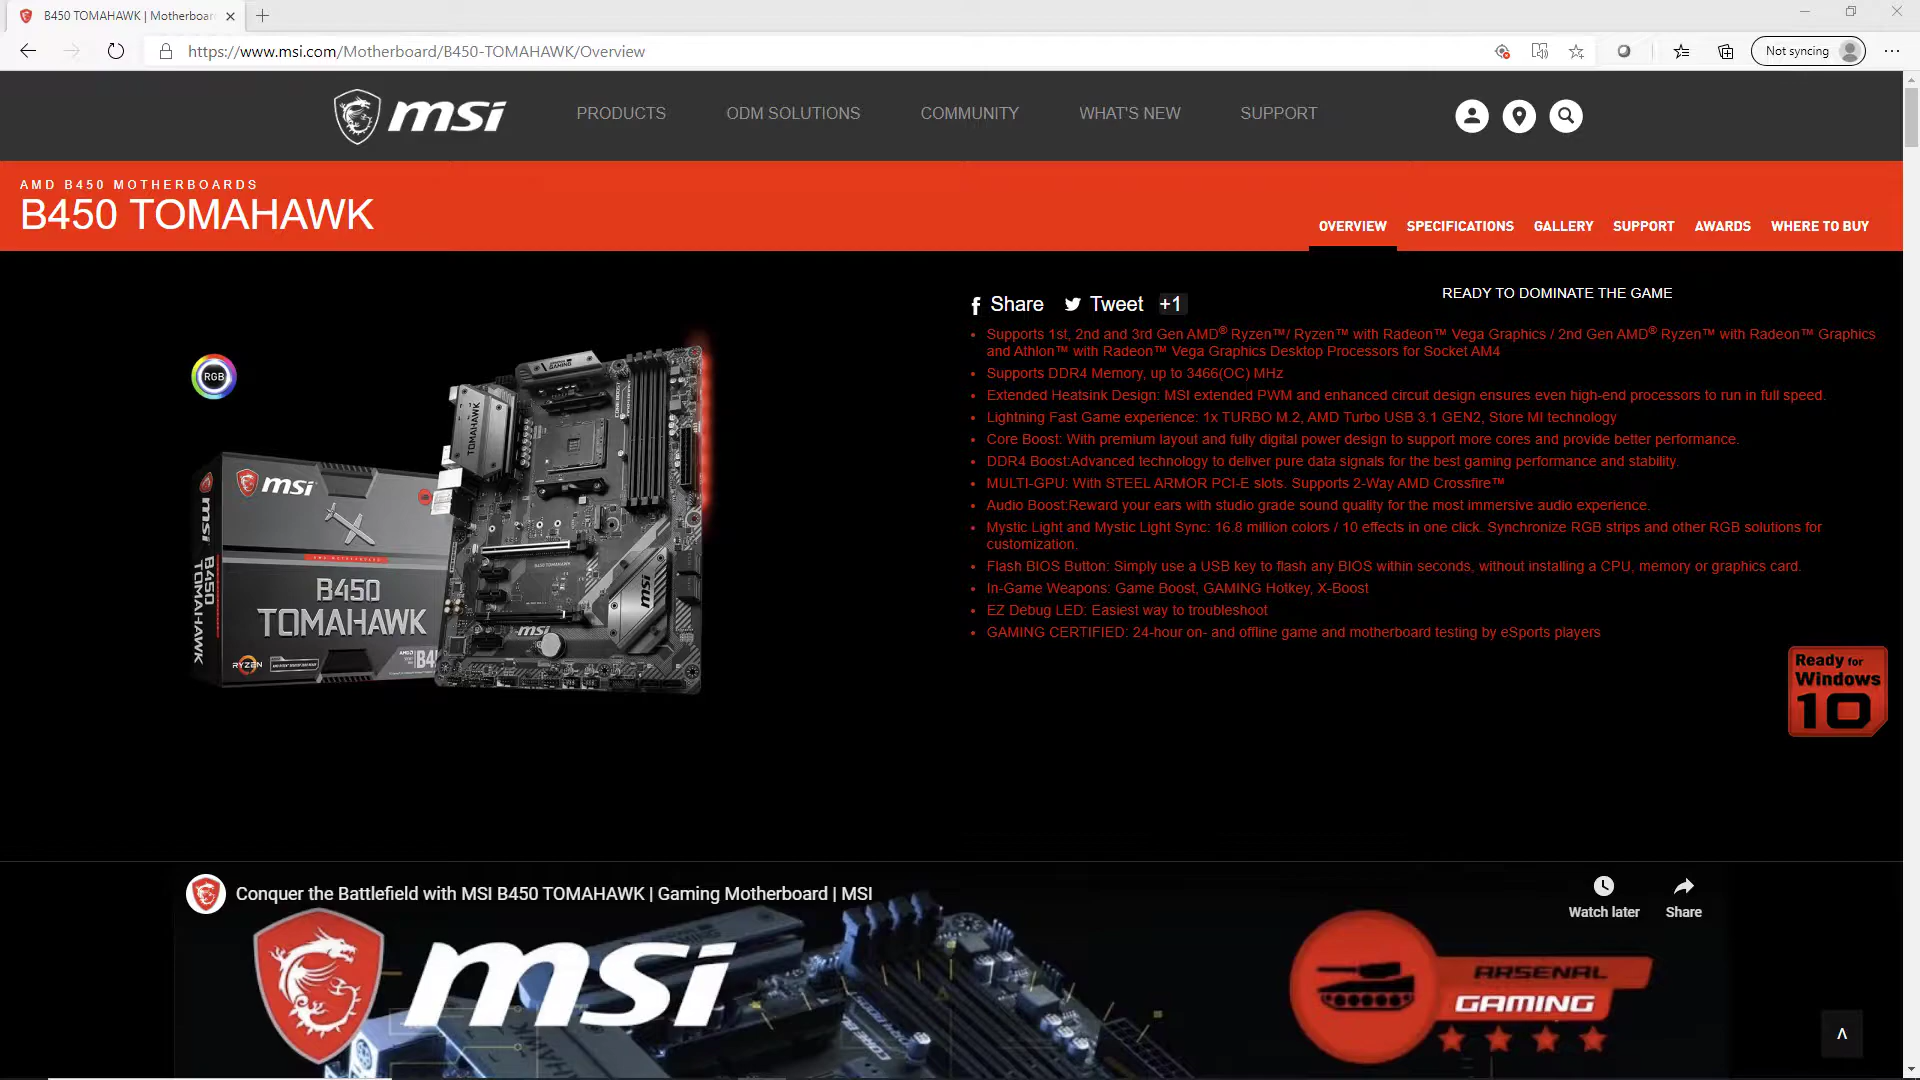 B450 TOMAHAWK | Motherboar
https://www.msi.com/Motherboard/B450-TOMAHAWK/Overview
Not syncing
msi
PRODUCTS
ODM SOLUTIONS
COMMUNITY
WHAT'S NEW
SUPPORT
AMD B450 MOTHERBOARDS
B450 TOMAHAWK
OVERVIEW
SPECIFICATIONS
GALLERY
SUPPORT
AWARDS
WHERE TO BUY
Share
Tweet
+1
READY TO DOMINATE THE GAME
Supports 1st, 2nd and 3rd Gen AMD® Ryzen™/ Ryzen™ with Radeon™ Vega Graphics / 2nd Gen AMD® Ryzen™ with Radeon™ Graphics
and Athlon™ with Radeon™ Vega Graphics Desktop Processors for Socket AM4
Supports DDR4 Memory, up to 3466(OC) MHz
Extended Heatsink Design: MSI extended PWM and enhanced circuit design ensures even high-end processors to run in full speed.
Lightning Fast Game experience: 1x TURBO M.2, AMD Turbo USB 3.1 GEN2, Store MI technology
Core Boost: With premium layout and fully digital power design to support more cores and provide better performance.
DDR4 Boost:Advanced technology to deliver pure data signals for the best gaming performance and stability.
MULTI-GPU: With STEEL ARMOR PCI-E slots. Supports 2-Way AMD Crossfire™
Audio Boost:Reward your ears with studio grade sound quality for the most immersive audio experience.
Mystic Light and Mystic Light Sync: 16.8 million colors / 10 effects in one click. Synchronize RGB strips and other RGB solutions for
customization.
Flash BIOS Button: Simply use a USB key to flash any BIOS within seconds, without installing a CPU, memory or graphics card.
In-Game Weapons: Game Boost, GAMING Hotkey, X-Boost
EZ Debug LED: Easiest way to troubleshoot
GAMING CERTIFIED: 24-hour on- and offline game and motherboard testing by eSports players
RGB
TOMAHAWK
msi
msi
B450
TOMAHAWK
B450
TOMAHAWK
RYZEN
B4
msi
msi
Ready for
Windows
10
Conquer the Battlefield with MSI B450 TOMAHAWK | Gaming Motherboard | MSI
Watch later
Share
msi
ARSENAL
GAMING
CORE BOOST